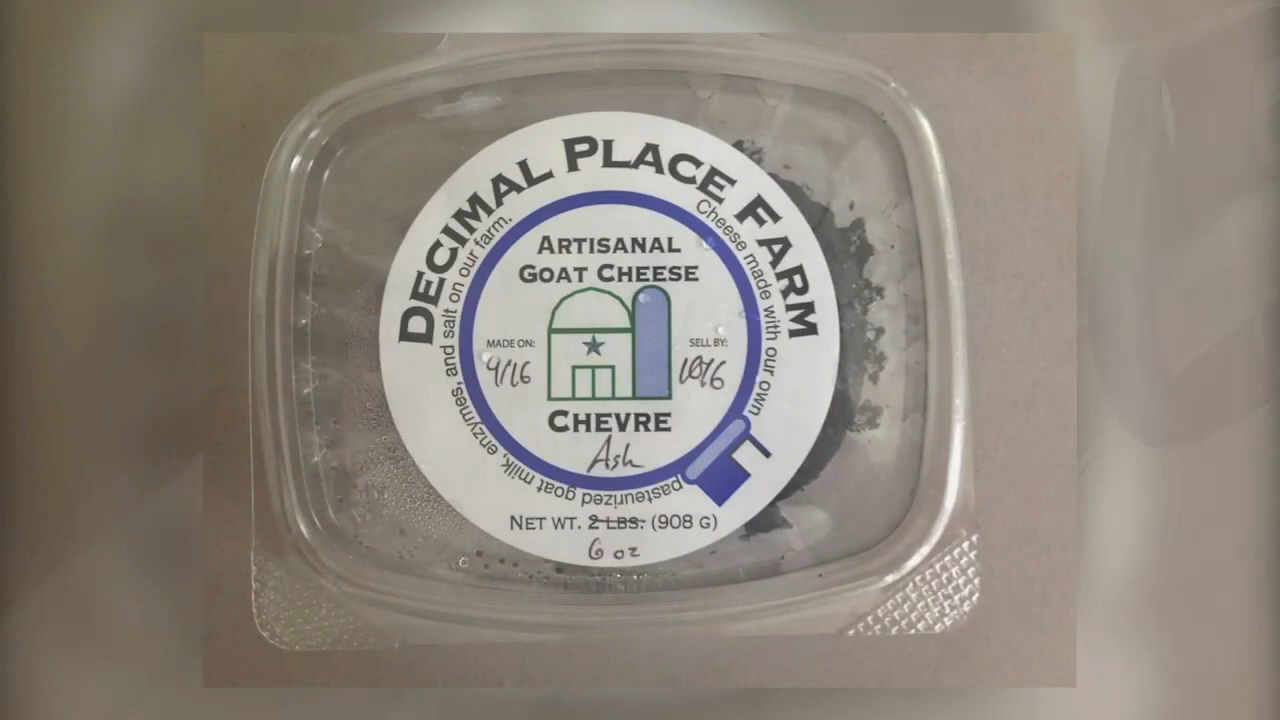 DECIMAL PLACE FARM
Cheese made with our own pasteurized goat milk, enzymes, and salt on our farm.
ARTISANAL
GOAT CHEESE
MADE ON:
9/16
SELL BY:
10/6
CHEVRE
Ash
NET WT. 2 LBS. (908 G)
6 oz